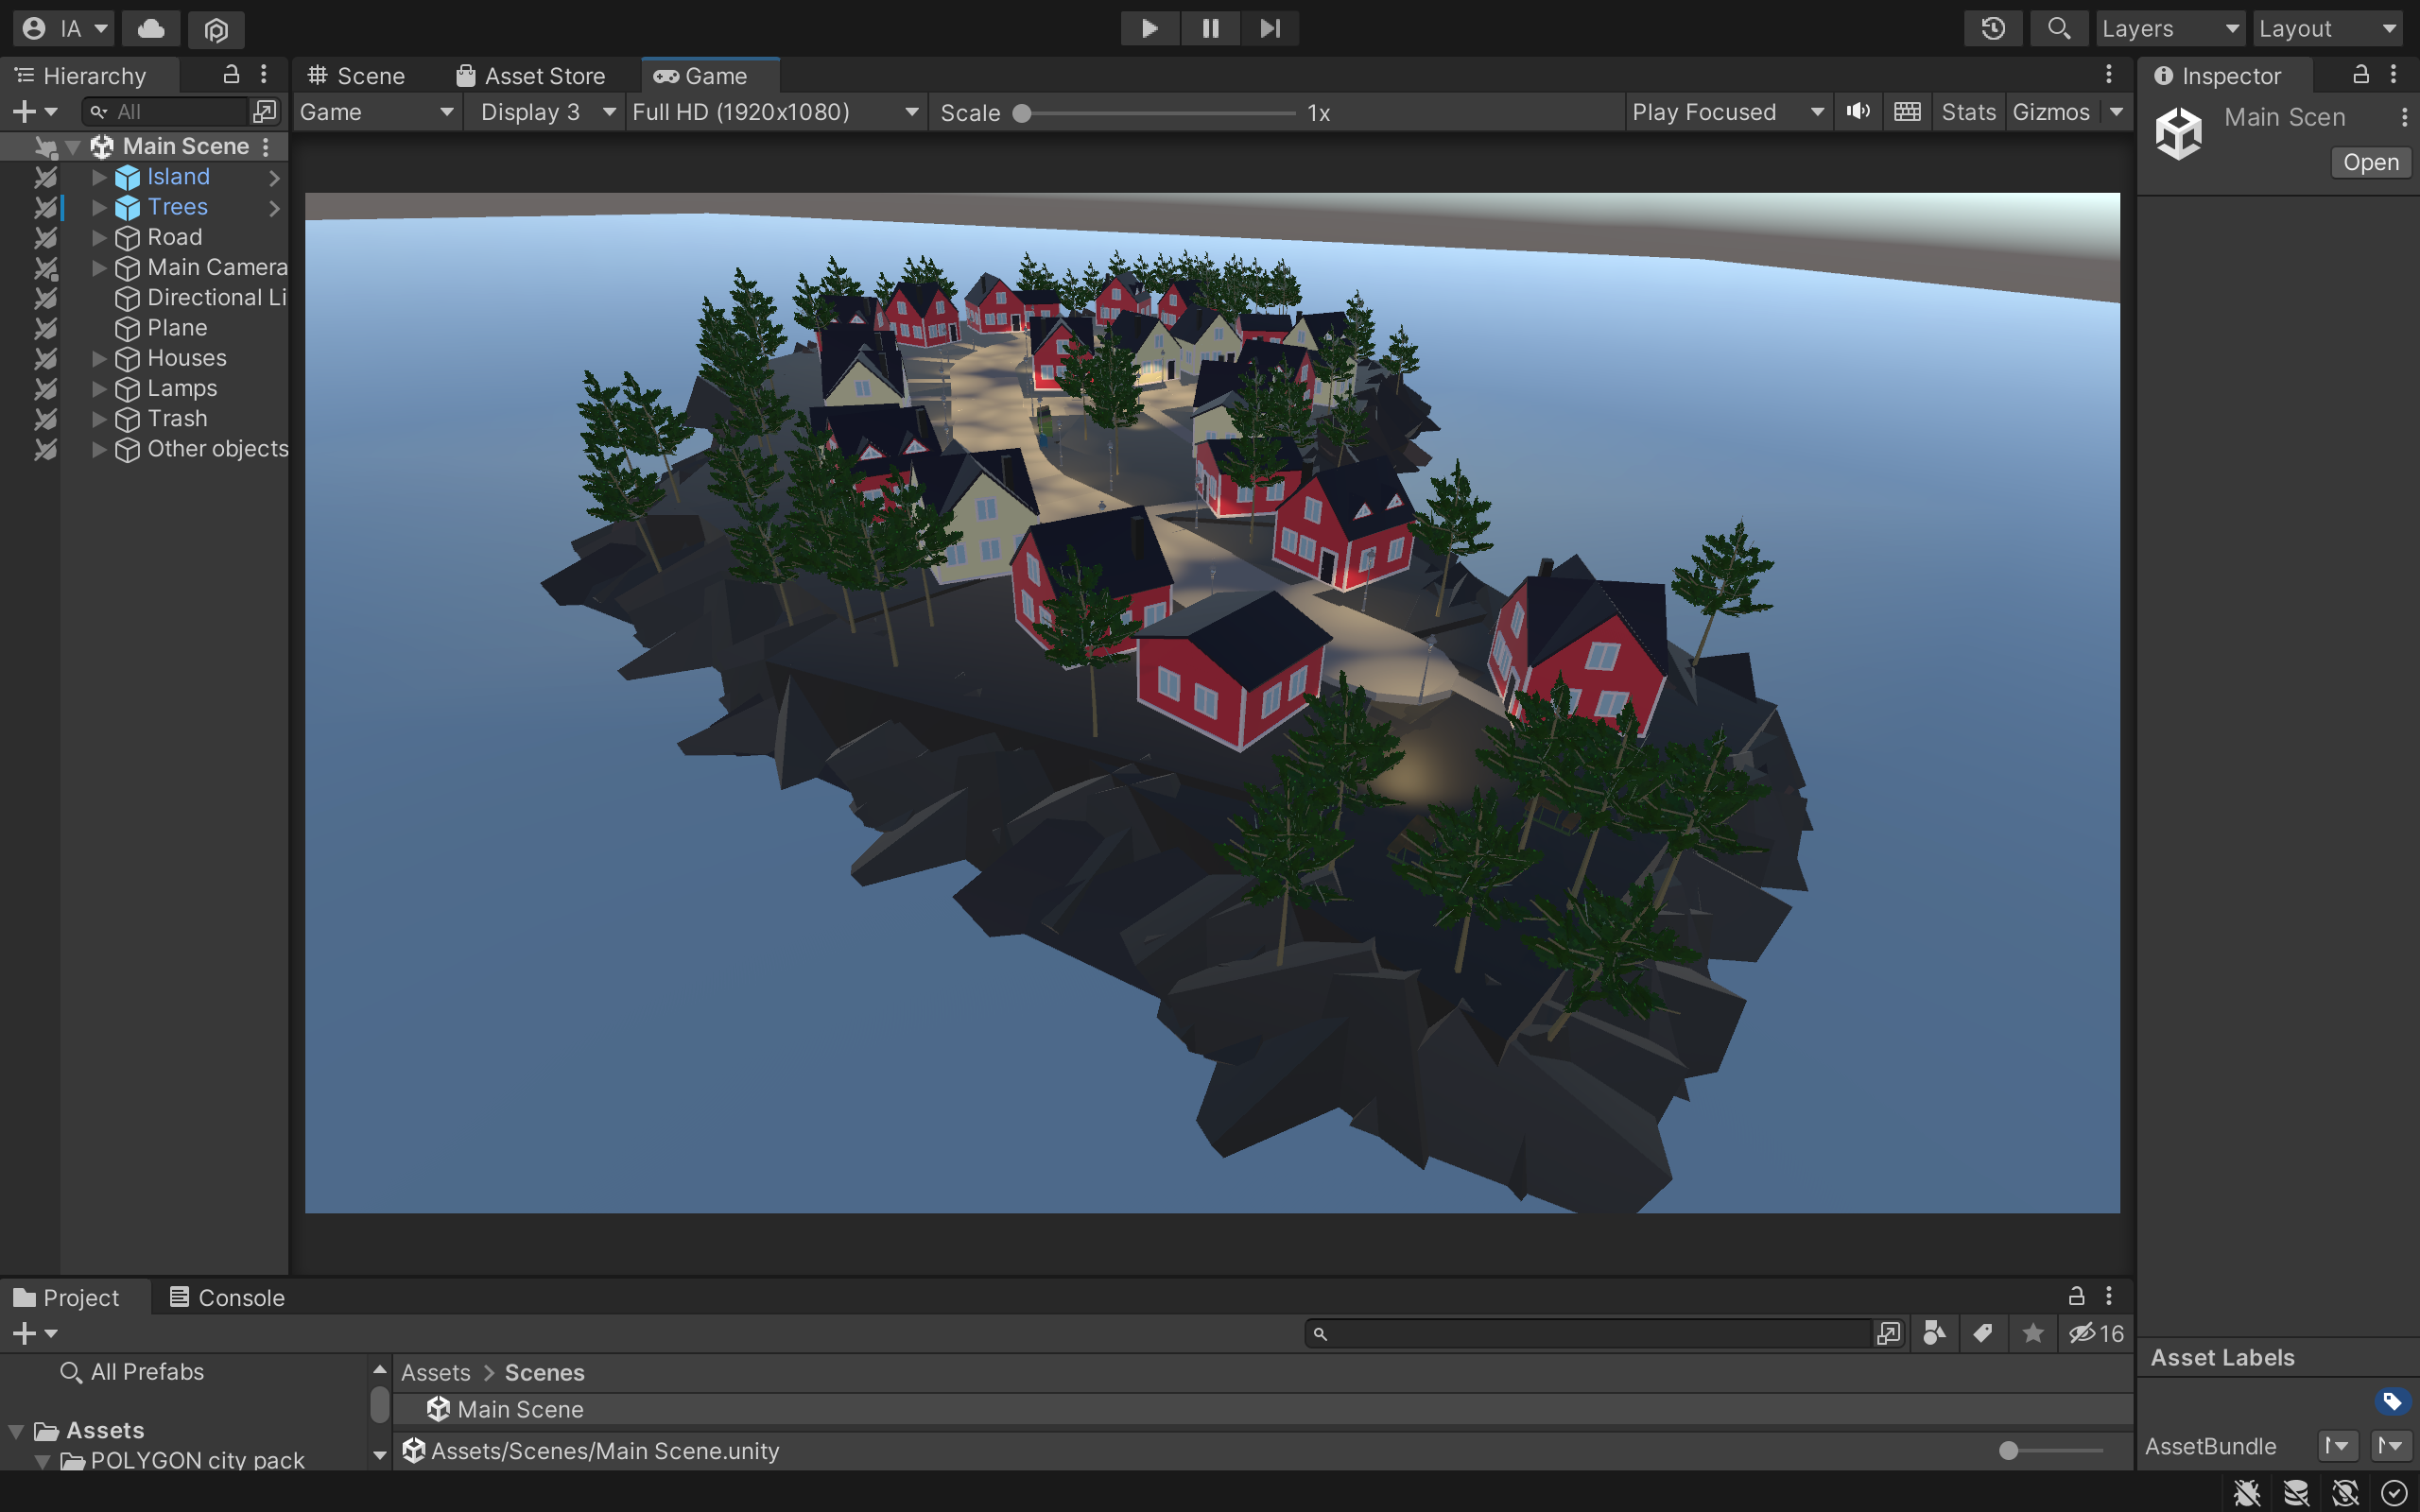 IA
Layers
Layout
Hierarchy
Scene
Asset Store
Game
Inspector
All
Game
Display 3
Full HD (1920x1080)
Scale
1x
Play Focused
Stats
Gizmos
Main Scen
Open
Main Scene
Island
Trees
Road
Main Camera
Directional Li
Plane
Houses
Lamps
Trash
Other objects
Project
Console
16
All Prefabs
Assets
POLYGON city pack
Assets > Scenes
Main Scene
Assets/Scenes/Main Scene.unity
Asset Labels
AssetBundle